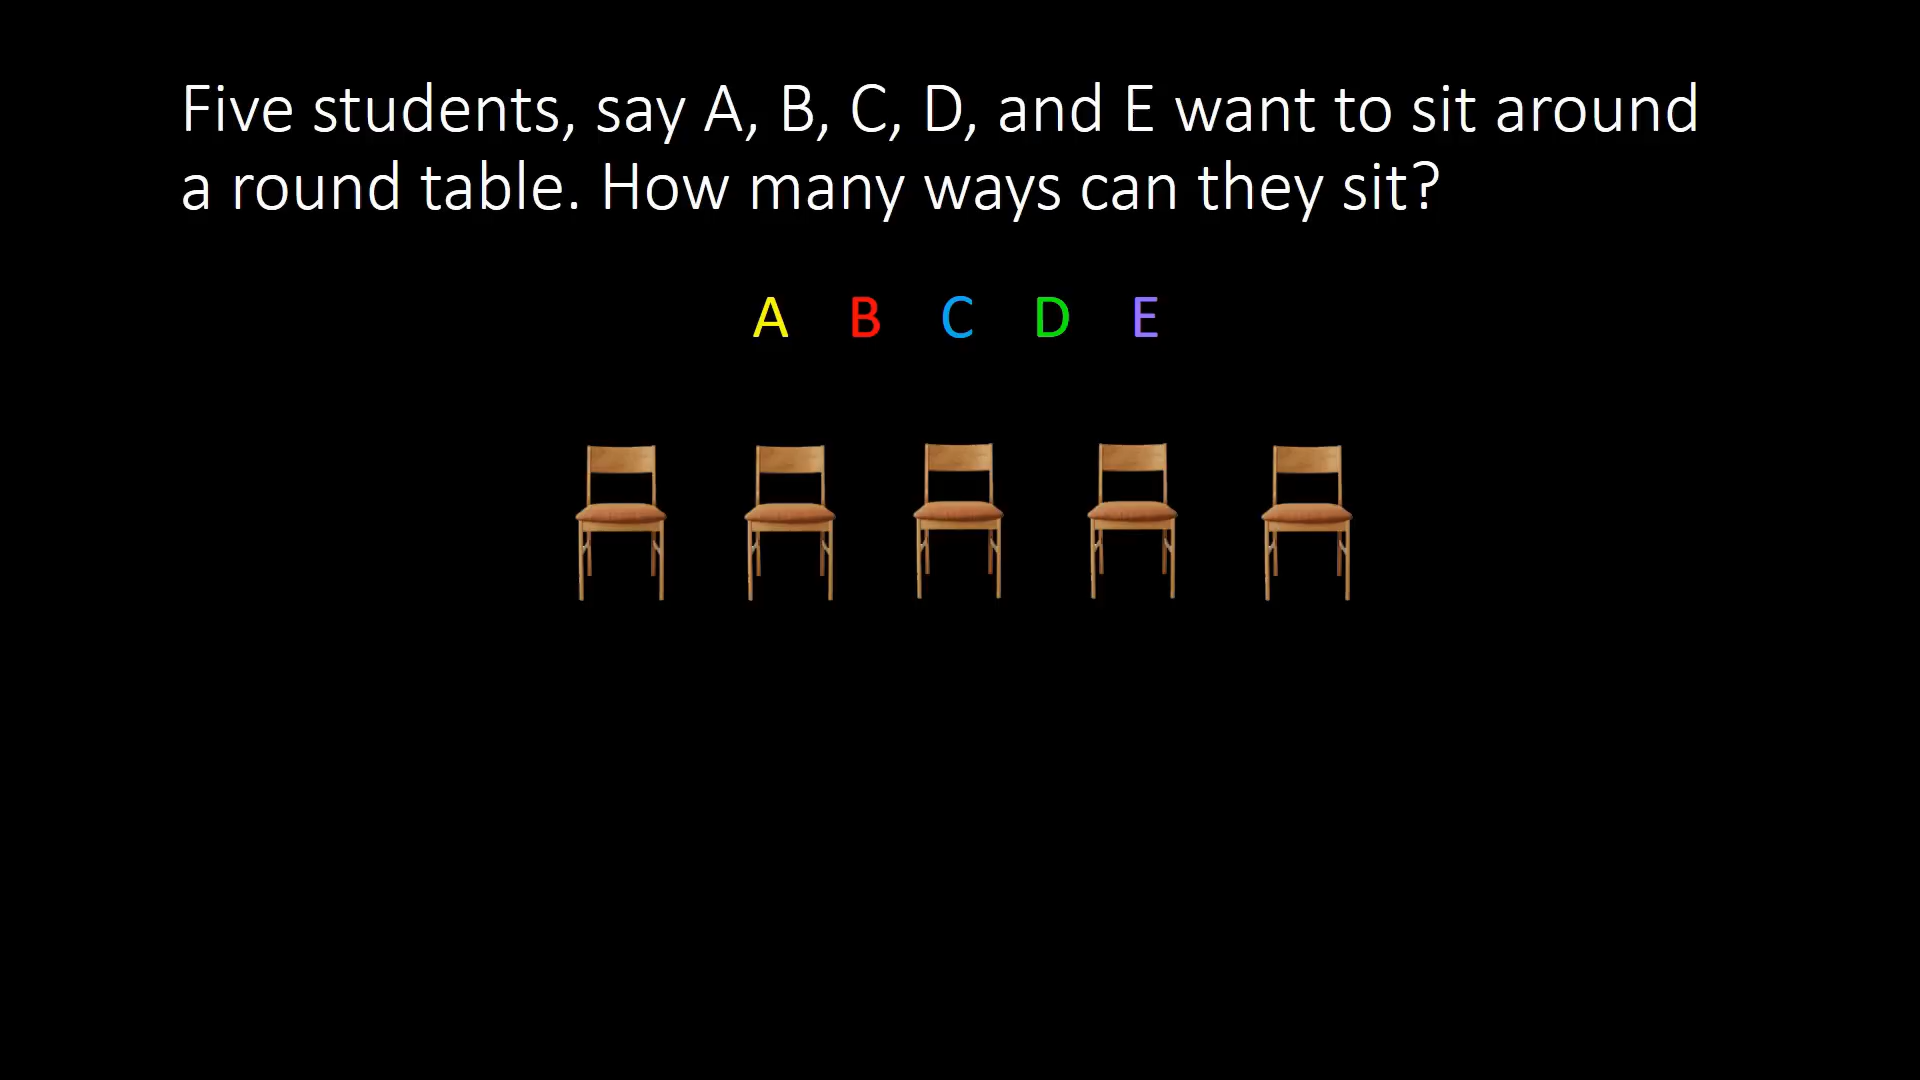 Five students, say A, B, C, D, and E want to sit around
a round table. How many ways can they sit?
A B C D E